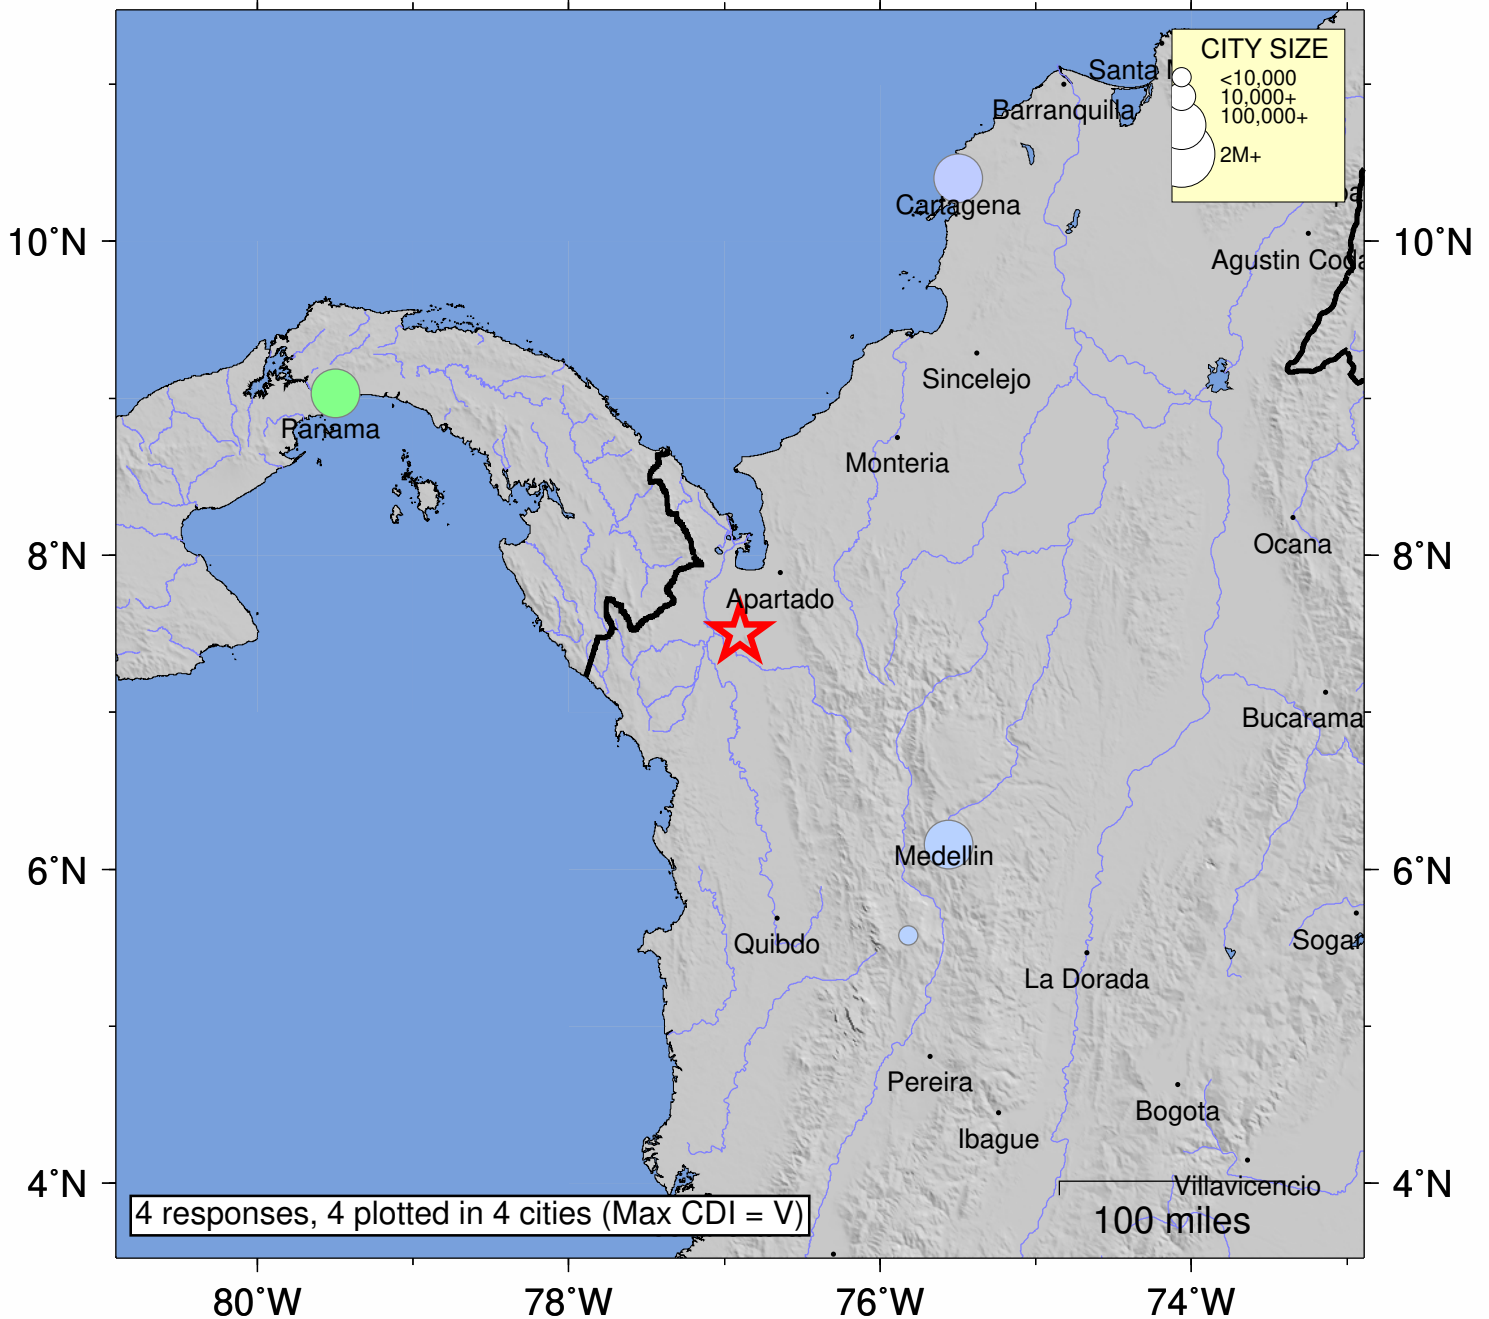 CITY SIZE
<10,000
10,000+
100,000+
2M+
Santa
Barranquilla
Cartagena
10°N
10°N
Agustin Coda
Sincelejo
Panama
Monteria
Ocana
8°N
8°N
Apartado
Bucarama
Medellin
6°N
6°N
Quibdo
Sogar
La Dorada
Pereira
Bogota
Ibague
4°N
Villavicencio
4°N
4 responses, 4 plotted in 4 cities (Max CDI = V)
100 miles
80°W
78°W
76°W
74°W